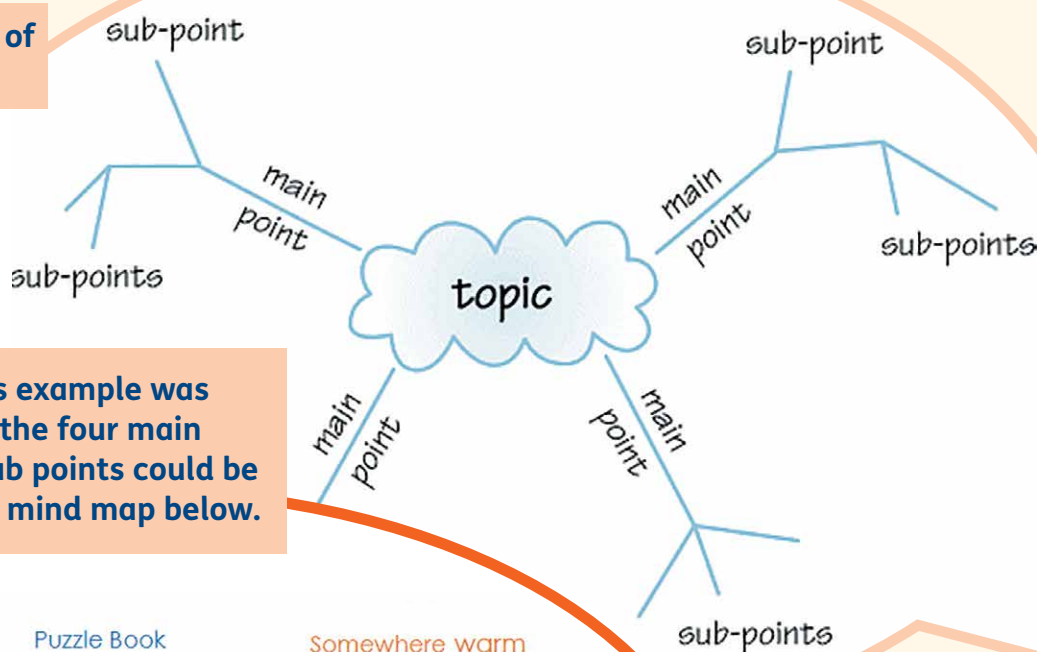 of
sub-point
sub-point
main
point
main
point
sub-points
sub-points
topic
s example was
the four main
ub points could be
mind map below.
main
point
main
point
sub-points
Puzzle Book
Somewhere warm